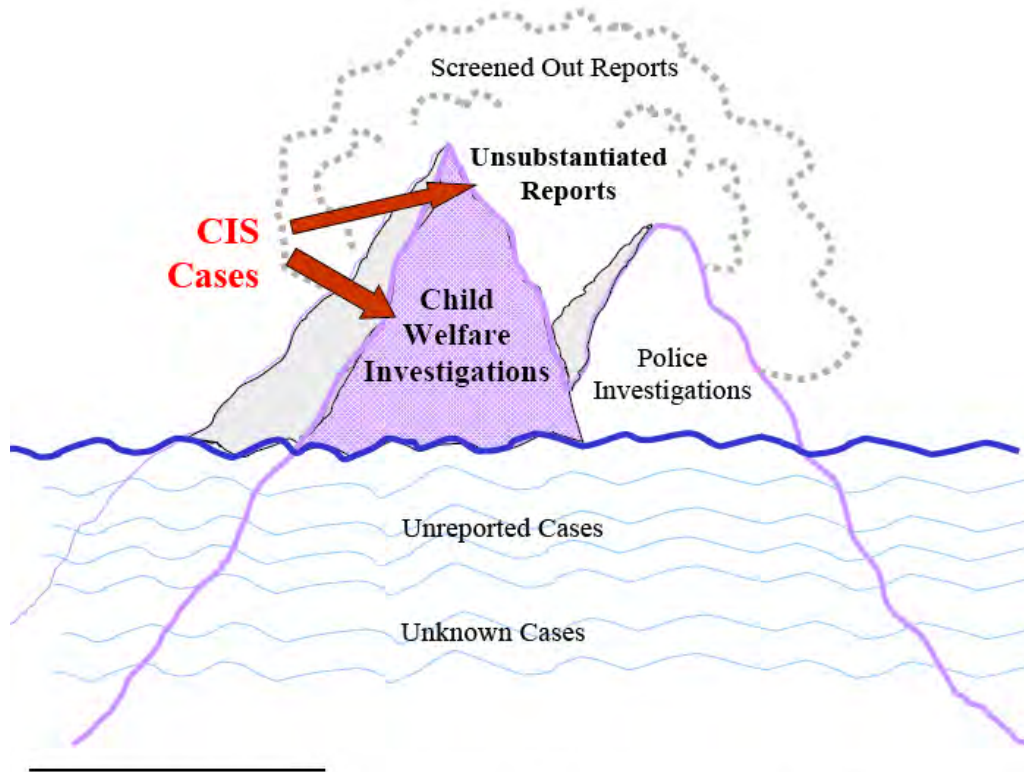 Screened Out Reports
Unsubstantiated
Reports
CIS
Cases
Child
Welfare
Investigations
Police
Investigations
Unreported Cases
Unknown Cases